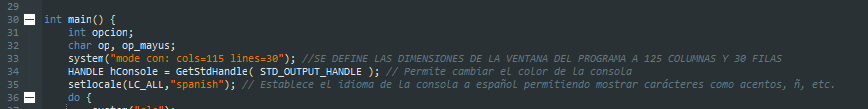 29
30 int main() {
31 int opcion;
32 char op, op_mayus;
33 system("mode con: cols=115 lines=30"); //SE DEFINE LAS DIMENSIONES DE LA VENTANA DEL PROGRAMA A 125 COLUMNAS Y 30 FILAS
34 HANDLE hConsole = GetStdHandle( STD_OUTPUT_HANDLE ); // Permite cambiar el color de la consola
35 setlocale(LC_ALL,"spanish"); // Establece el idioma de la consola a español permitiendo mostrar carácteres como acentos, ñ, etc.
36 do {